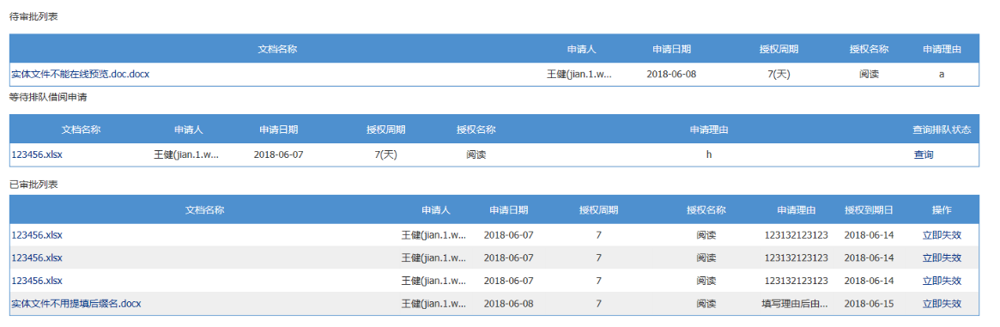 待审批列表
文档名称 申请人 申请日期 授权周期 授权名称 申请理由
实体文件不能在线预览.doc.docx 王健(jian.1.w... 2018-06-08 7(天) 阅读 a
等待排队借阅申请
文档名称 申请人 申请日期 授权周期 授权名称 申请理由 查询排队状态
123456.xlsx 王健(jian.1.w... 2018-06-07 7(天) 阅读 h 查询
已审批列表
文档名称 申请人 申请日期 授权周期 授权名称 申请理由 授权到期日 操作
123456.xlsx 王健(jian.1.w... 2018-06-07 7 阅读 123132123123 2018-06-14 立即失效
123456.xlsx 王健(jian.1.w... 2018-06-07 7 阅读 123132123123 2018-06-14 立即失效
123456.xlsx 王健(jian.1.w... 2018-06-07 7 阅读 123132123123 2018-06-14 立即失效
实体文件不用提填后缀名.docx 王健(jian.1.w... 2018-06-08 7 阅读 填写理由后由... 2018-06-15 立即失效